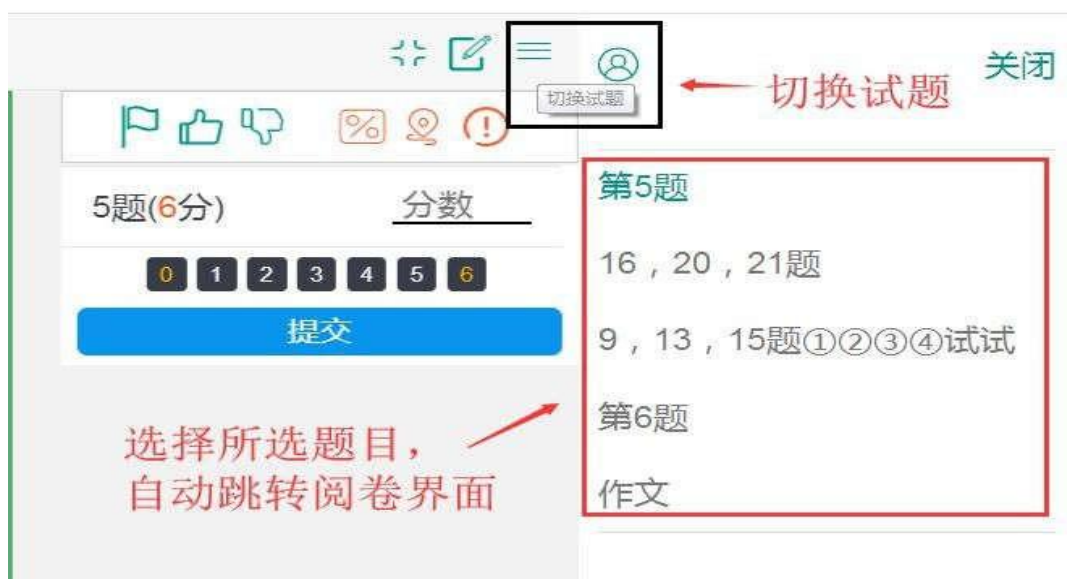 切换试题
切换试题
关闭
5题(6分)
分数
0 1 2 3 4 5 6
提交
选择所选题目，
自动跳转阅卷界面
第5题
16，20，21题
9，13，15题①②③④试试
第6题
作文